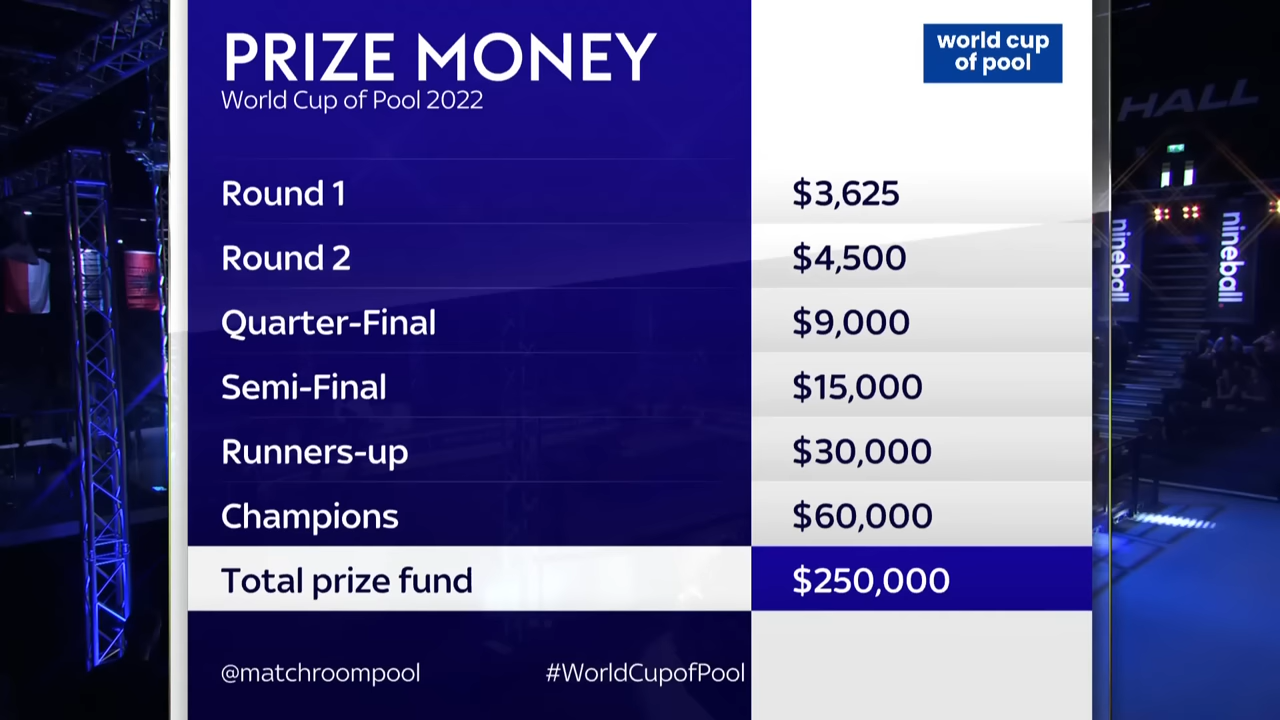 PRIZE MONEY
World Cup of Pool 2022
world cup
of pool
Round 1 $3,625
Round 2 $4,500
Quarter-Final $9,000
Semi-Final $15,000
Runners-up $30,000
Champions $60,000
Total prize fund $250,000
@matchroompool #WorldCupofPool
HALL
nineball
nineball